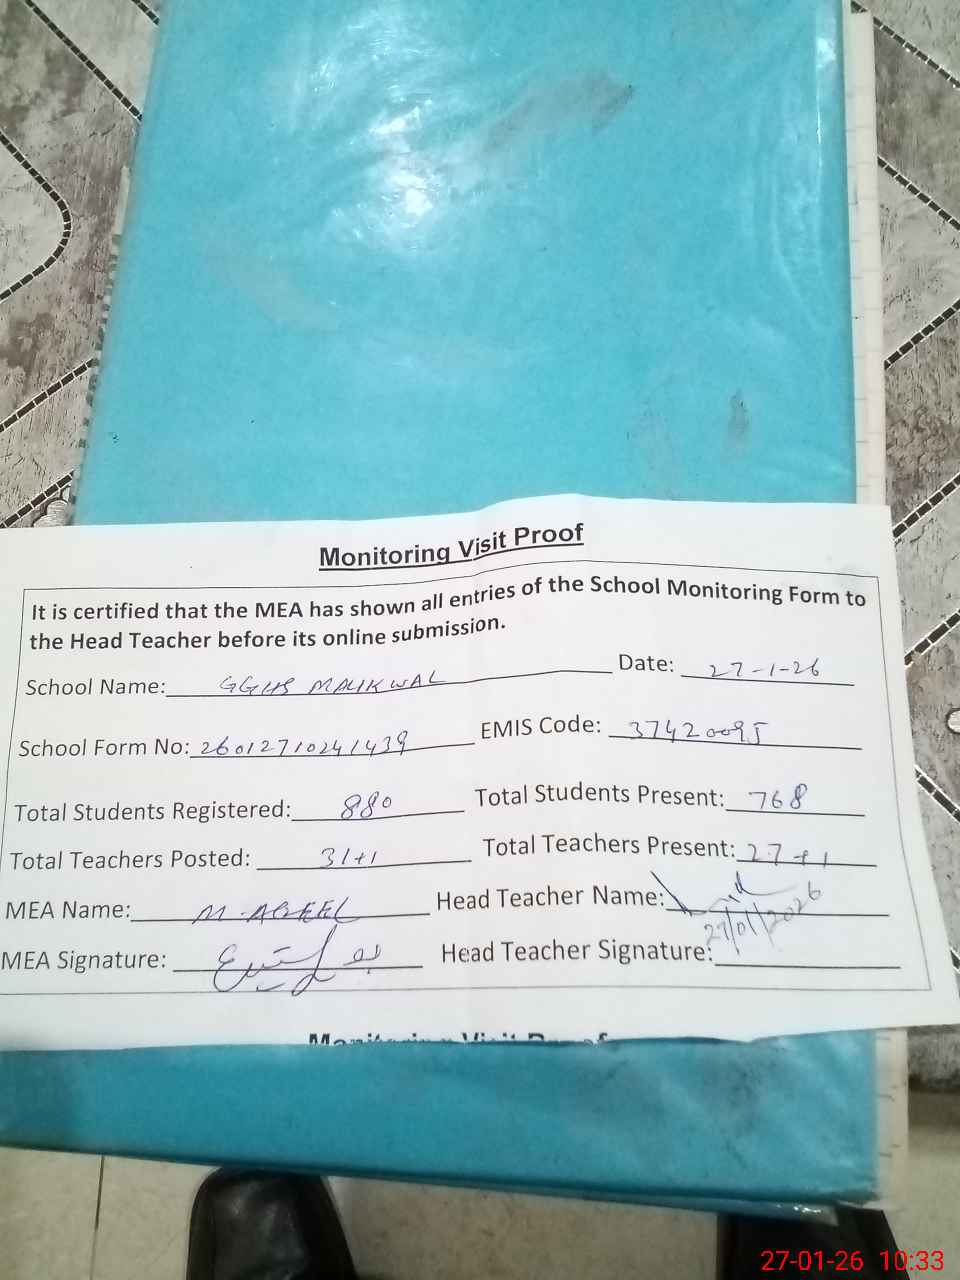 Monitoring Visit Proof
It is certified that the MEA has shown all entries of the School Monitoring Form to
the Head Teacher before its online submission.
School Name: GGHS MALIKWAL Date: 27-1-26
School Form No: 26012710241439 EMIS Code: 37420095
Total Students Registered: 880 Total Students Present: 768
Total Teachers Posted: 31+1 Total Teachers Present: 27+1
MEA Name: M. AQEEL Head Teacher Name:
27/01/2026
MEA Signature: Head Teacher Signature:
Monitoring Visit Proof
27-01-26 10:33